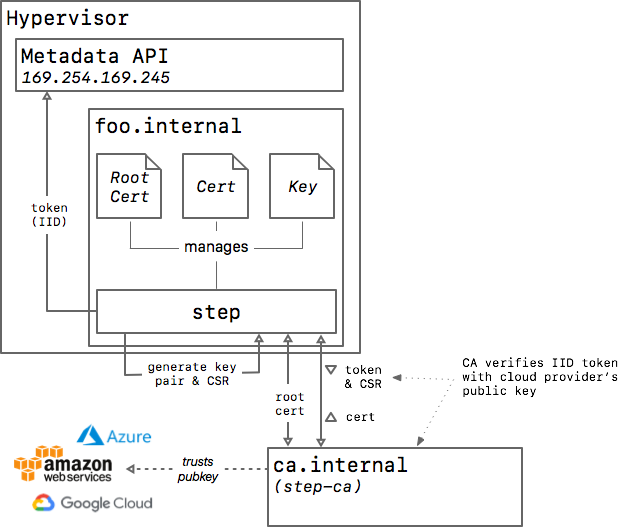 Hypervisor
Metadata API
169.254.169.245
foo.internal
Root
Cert
Cert
Key
token
(IID)
manages
step
generate key
pair & CSR
root
cert
token
& CSR
cert
CA verifies IID token
with cloud provider's
public key
Azure
amazon
web services
Google Cloud
trusts
pubkey
ca.internal
(step-ca)